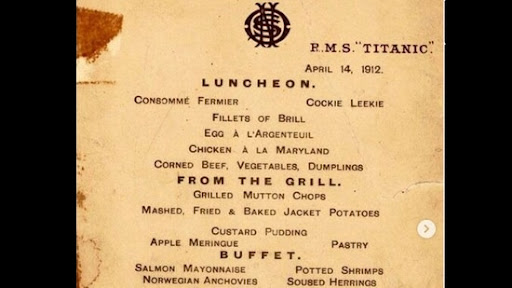 R.M.S. "TITANIC".
APRIL 14, 1912.
LUNCHEON.
CONSOMMÉ FERMIER COCKIE LEEKIE
FILLETS OF BRILL
EGG À L'ARGENTEUIL
CHICKEN À LA MARYLAND
CORNED BEEF, VEGETABLES, DUMPLINGS
FROM THE GRILL.
GRILLED MUTTON CHOPS
MASHED, FRIED & BAKED JACKET POTATOES
CUSTARD PUDDING
APPLE MERINGUE PASTRY
BUFFET.
SALMON MAYONNAISE POTTED SHRIMPS
NORWEGIAN ANCHOVIES SOUSED HERRINGS